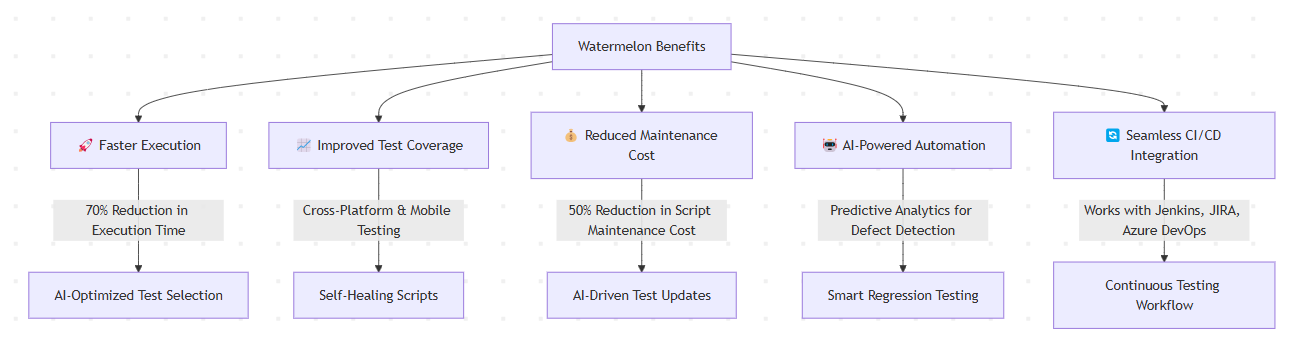 Watermelon Benefits
🚀 Faster Execution
📈 Improved Test Coverage
💰 Reduced Maintenance
Cost
🤖 AI-Powered Automation
🔄 Seamless CI/CD
Integration
70% Reduction in
Execution Time
Cross-Platform & Mobile
Testing
50% Reduction in Script
Maintenance Cost
Predictive Analytics for
Defect Detection
Works with Jenkins, JIRA,
Azure DevOps
AI-Optimized Test Selection
Self-Healing Scripts
AI-Driven Test Updates
Smart Regression Testing
Continuous Testing
Workflow